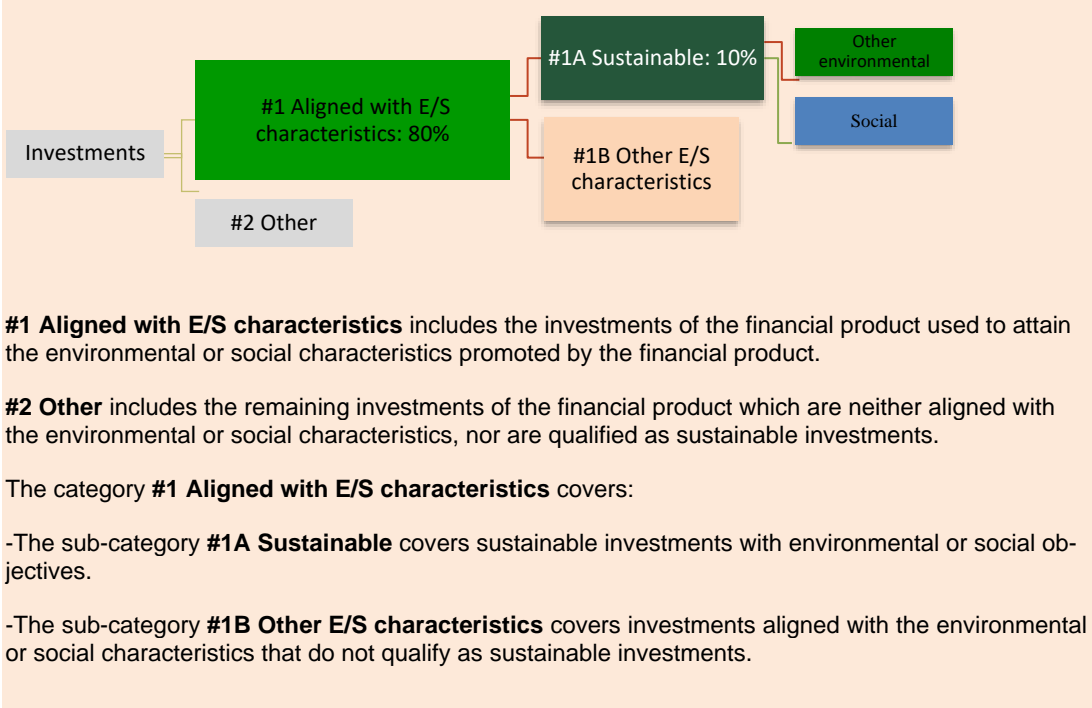 Investments
#1 Aligned with E/S
characteristics: 80%
#2 Other
#1A Sustainable: 10%
#1B Other E/S
characteristics
Other
environmental
Social
#1 Aligned with E/S characteristics includes the investments of the financial product used to attain
the environmental or social characteristics promoted by the financial product.
#2 Other includes the remaining investments of the financial product which are neither aligned with
the environmental or social characteristics, nor are qualified as sustainable investments.
The category #1 Aligned with E/S characteristics covers:
-The sub-category #1A Sustainable covers sustainable investments with environmental or social ob-
jectives.
-The sub-category #1B Other E/S characteristics covers investments aligned with the environmental
or social characteristics that do not qualify as sustainable investments.